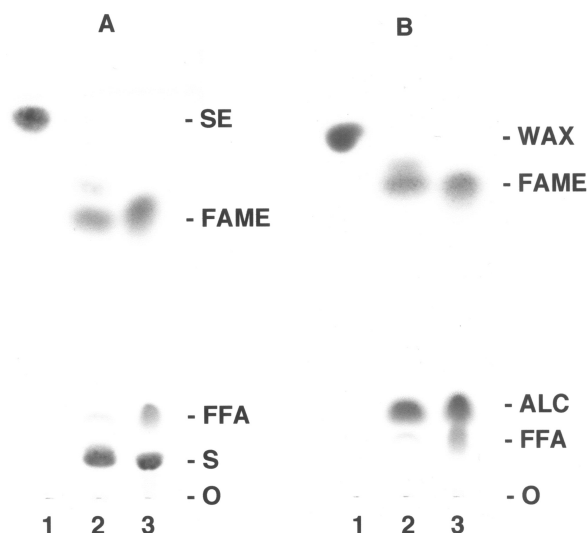 A
B
- SE
- WAX
- FAME
- FAME
- FFA
- ALC
- S
- FFA
- O
- O
1 2 3
1 2 3